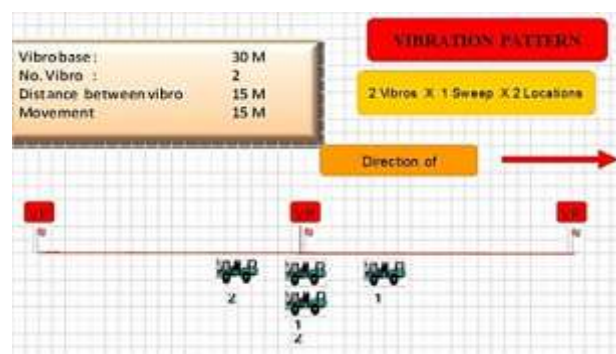 VIBRATION PATTERN
Vibrobase: 30 M
No. Vibro : 2
Distance between vibro 15 M
Movement 15 M
2 Vibros X 1 Sweep X 2 Locations
Direction of
2
1
1
2